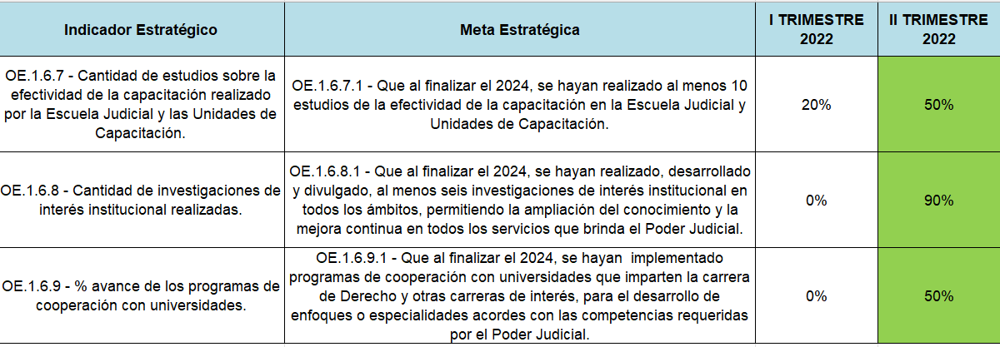 Indicador Estratégico
Meta Estratégica
I TRIMESTRE
2022
II TRIMESTRE
2022
OE.1.6.7 - Cantidad de estudios sobre la
efectividad de la capacitación realizado
por la Escuela Judicial y las Unidades de
Capacitación.
OE.1.6.7.1 - Que al finalizar el 2024, se hayan realizado al menos 10
estudios de la efectividad de la capacitación en la Escuela Judicial y
Unidades de Capacitación.
20%
50%
OE.1.6.8 - Cantidad de investigaciones de
interés institucional realizadas.
OE.1.6.8.1 - Que al finalizar el 2024, se hayan realizado, desarrollado
y divulgado, al menos seis investigaciones de interés institucional en
todos los ámbitos, permitiendo la ampliación del conocimiento y la
mejora continua en todos los servicios que brinda el Poder Judicial.
0%
90%
OE.1.6.9 - % avance de los programas de
cooperación con universidades.
OE.1.6.9.1 - Que al finalizar el 2024, se hayan  implementado
programas de cooperación con universidades que imparten la carrera
de Derecho y otras carreras de interés, para el desarrollo de
enfoques o especialidades acordes con las competencias requeridas
por el Poder Judicial.
0%
50%